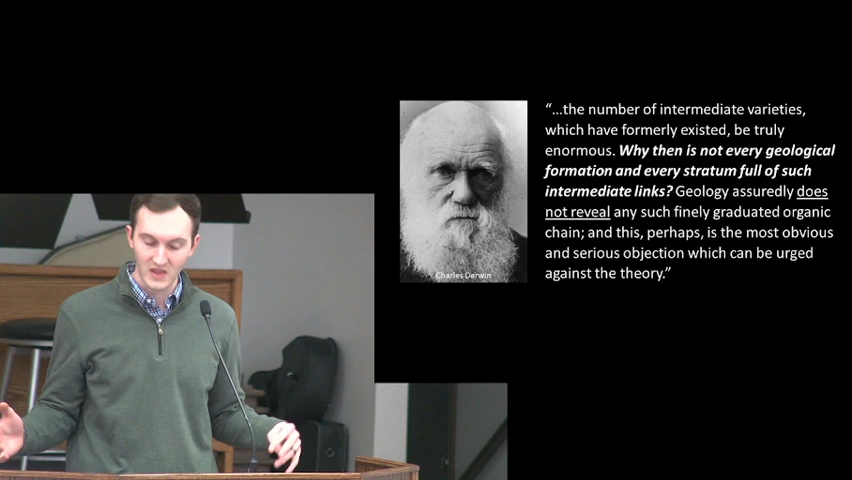 Charles Darwin
“…the number of intermediate varieties,
which have formerly existed, be truly
enormous. Why then is not every geological
formation and every stratum full of such
intermediate links? Geology assuredly does
not reveal any such finely graduated organic
chain; and this, perhaps, is the most obvious
and serious objection which can be urged
against the theory.”